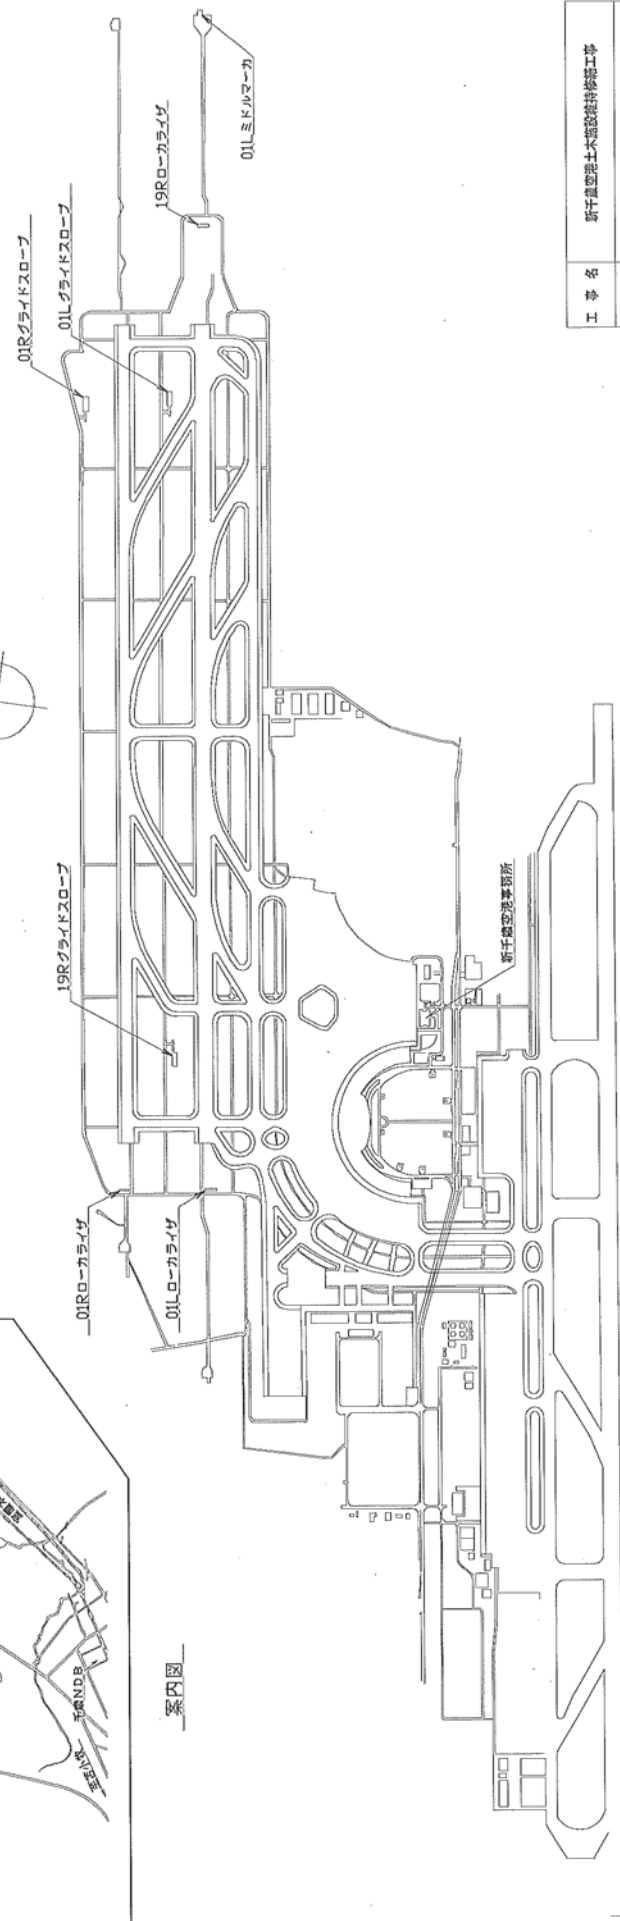 01Rグライドスロープ
01Lグライドスロープ
19Rローカライザ
01Lミドルマーカ
19Rグライドスロープ
新千歳空港事務所
01Rローカライザ
01Lローカライザ
案内図
千歳NDB
工事名
新千歳空港土木施設維持修繕工事